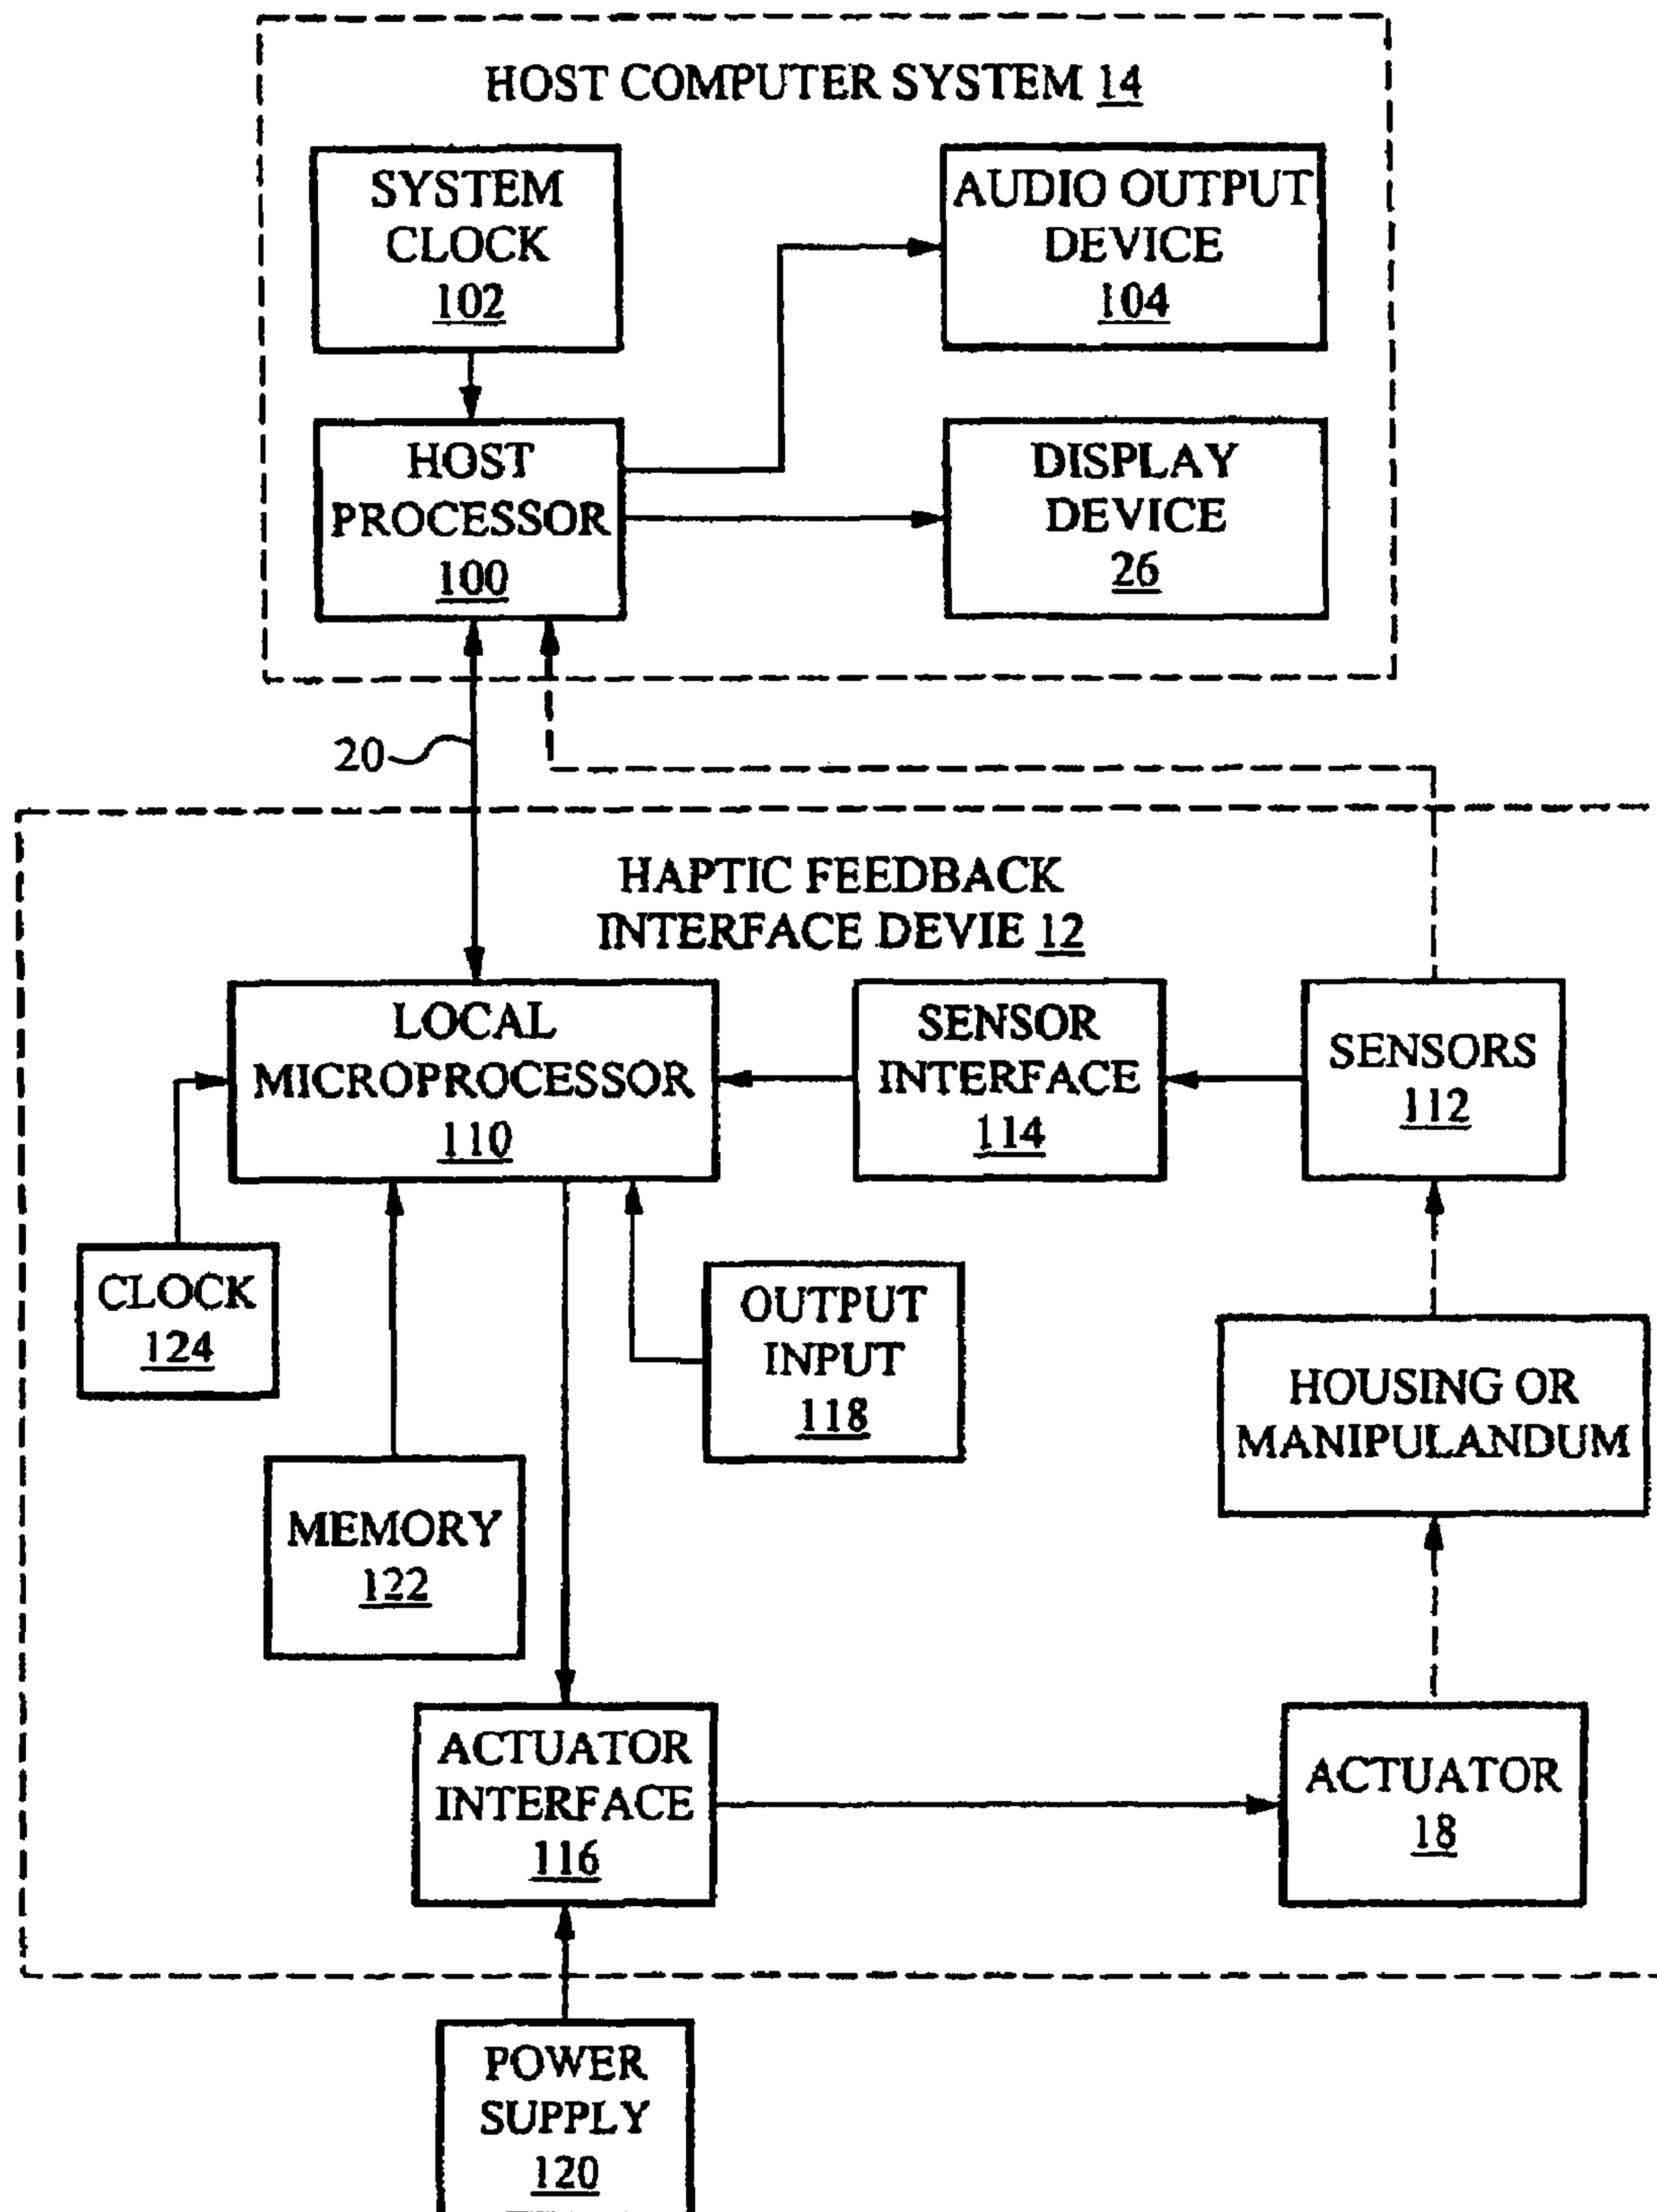 HOST COMPUTER SYSTEM 14
SYSTEM
CLOCK
102
AUDIO OUTPUT
DEVICE
104
HOST
PROCESSOR
100
DISPLAY
DEVICE
26
20
HAPTIC FEEDBACK
INTERFACE DEVIE 12
LOCAL
MICROPROCESSOR
110
SENSOR
INTERFACE
114
SENSORS
112
CLOCK
124
OUTPUT
INPUT
118
HOUSING OR
MANIPULANDUM
MEMORY
122
ACTUATOR
INTERFACE
116
ACTUATOR
18
POWER
SUPPLY
120